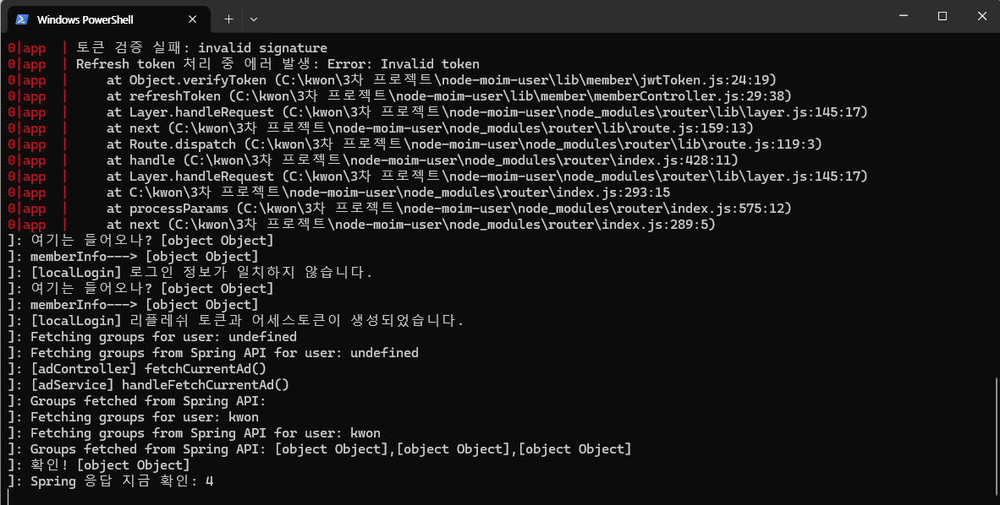 Windows PowerShell
0|app  | 토큰 검증 실패: invalid signature
0|app  | Refresh token 처리 중 에러 발생: Error: Invalid token
0|app  |     at Object.verifyToken (C:\kwon\3차 프로젝트\node-moim-user\lib\member\jwtToken.js:24:19)
0|app  |     at refreshToken (C:\kwon\3차 프로젝트\node-moim-user\lib\member\memberController.js:29:38)
0|app  |     at Layer.handleRequest (C:\kwon\3차 프로젝트\node-moim-user\node_modules\router\lib\layer.js:145:17)
0|app  |     at next (C:\kwon\3차 프로젝트\node-moim-user\node_modules\router\lib\route.js:159:13)
0|app  |     at Route.dispatch (C:\kwon\3차 프로젝트\node-moim-user\node_modules\router\lib\route.js:119:3)
0|app  |     at handle (C:\kwon\3차 프로젝트\node-moim-user\node_modules\router\index.js:428:11)
0|app  |     at Layer.handleRequest (C:\kwon\3차 프로젝트\node-moim-user\node_modules\router\lib\layer.js:145:17)
0|app  |     at C:\kwon\3차 프로젝트\node-moim-user\node_modules\router\index.js:293:15
0|app  |     at processParams (C:\kwon\3차 프로젝트\node-moim-user\node_modules\router\index.js:575:12)
0|app  |     at next (C:\kwon\3차 프로젝트\node-moim-user\node_modules\router\index.js:289:5)
]: 여기는 들어오나? [object Object]
]: memberInfo---> [object Object]
]: [localLogin] 로그인 정보가 일치하지 않습니다.
]: 여기는 들어오나? [object Object]
]: memberInfo---> [object Object]
]: [localLogin] 리플레쉬 토큰과 어세스토큰이 생성되었습니다.
]: Fetching groups for user: undefined
]: Fetching groups from Spring API for user: undefined
]: [adController] fetchCurrentAd()
]: [adService] handleFetchCurrentAd()
]: Groups fetched from Spring API:
]: Fetching groups for user: kwon
]: Fetching groups from Spring API for user: kwon
]: Groups fetched from Spring API: [object Object],[object Object],[object Object]
]: 확인! [object Object]
]: Spring 응답 지금 확인: 4